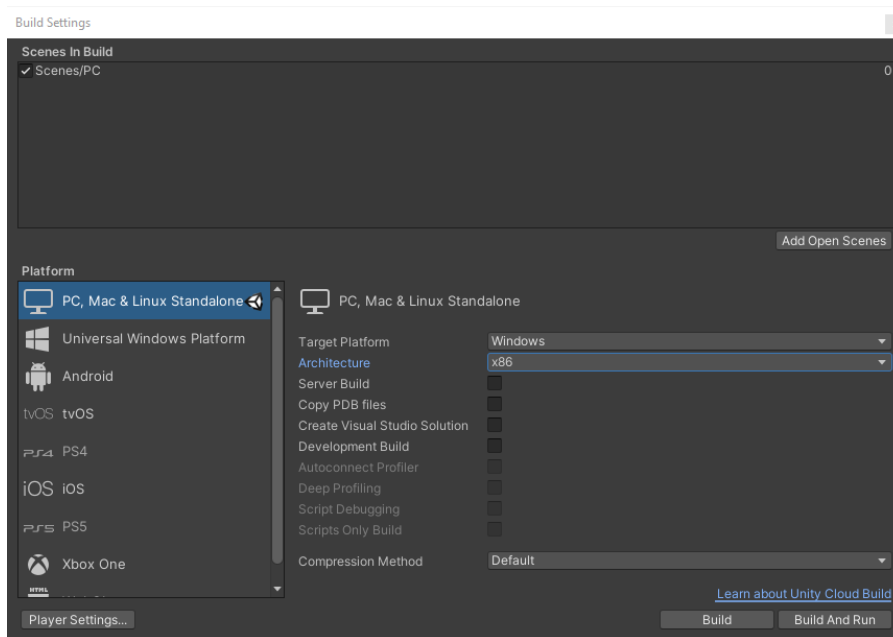 Build Settings
Scenes In Build
Scenes/PC 0
Add Open Scenes
Platform
PC, Mac & Linux Standalone
Universal Windows Platform
Android
tvOS tvOS
PS4 PS4
iOS iOS
PS5 PS5
Xbox One
HTML
PC, Mac & Linux Standalone
Target Platform Windows
Architecture x86
Server Build
Copy PDB files
Create Visual Studio Solution
Development Build
Autoconnect Profiler
Deep Profiling
Script Debugging
Scripts Only Build
Compression Method Default
Learn about Unity Cloud Build
Player Settings... Build Build And Run